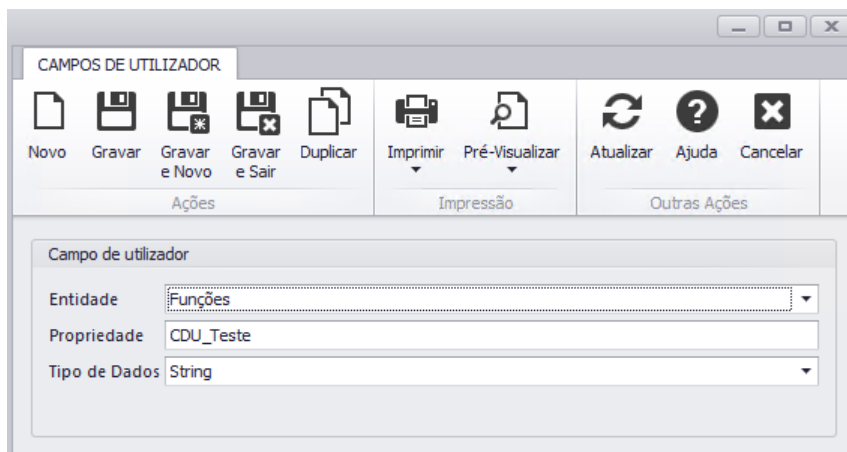 CAMPOS DE UTILIZADOR
Novo Gravar Gravar e Novo Gravar e Sair Duplicar Imprimir Pré-Visualizar Atualizar Ajuda Cancelar
Ações Impressão Outras Ações
Campo de utilizador
Entidade Funções
Propriedade CDU_Teste
Tipo de Dados String